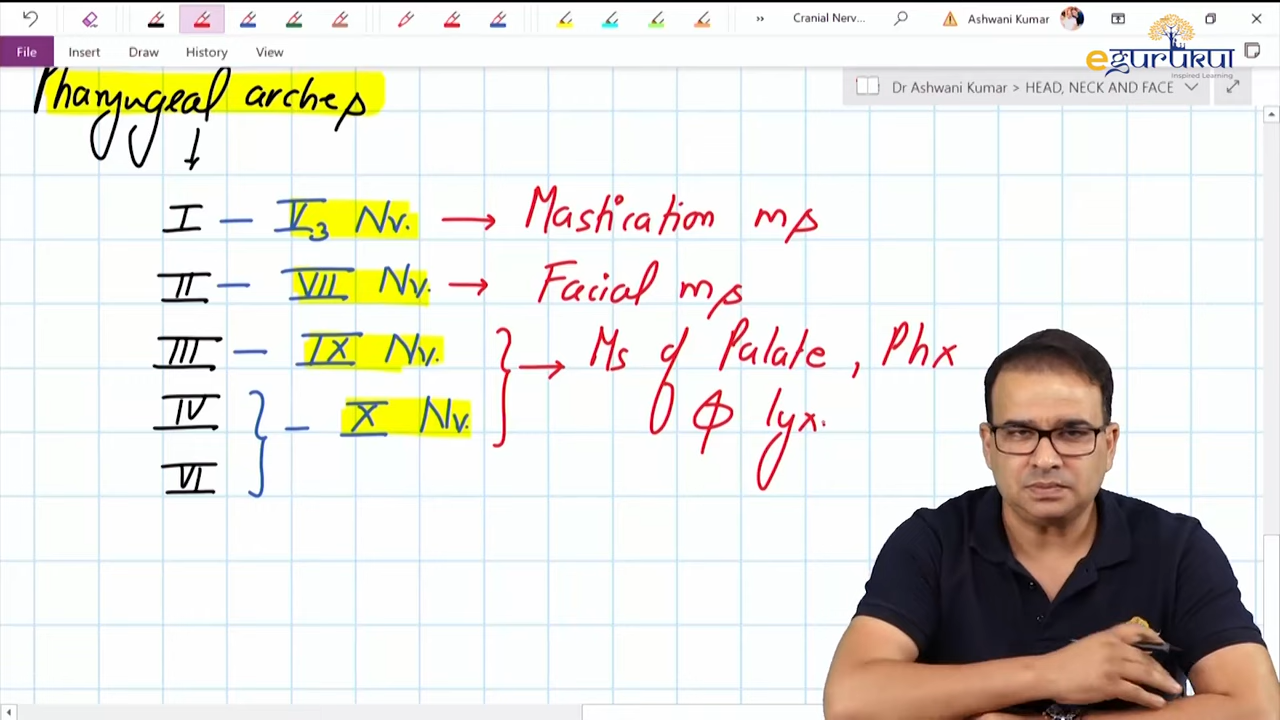 Cranial Nerv...
Ashwani Kumar
egurukul
Inspired Learning
File Insert Draw History View
Dr Ashwani Kumar > HEAD, NECK AND FACE
Pharyngeal arches
I - V3 Nv. → Mastication ms
II - VII Nv. → Facial ms
III - IX Nv. } → Ms of Palate, Phx
IV } - X Nv. & lyx.
VI